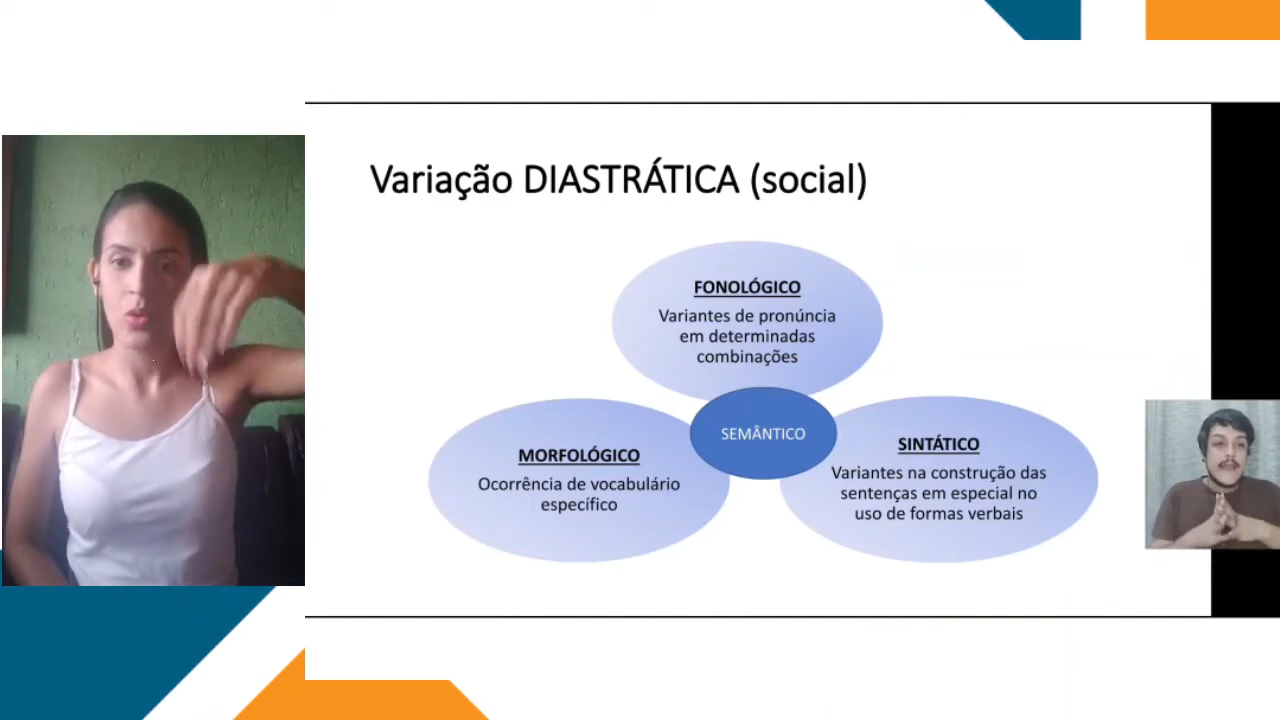 Variação DIASTRÁTICA (social)
FONOLÓGICO
Variantes de pronúncia
em determinadas
combinações
SEMÂNTICO
MORFOLÓGICO
Ocorrência de vocabulário
específico
SINTÁTICO
Variantes na construção das
sentenças em especial no
uso de formas verbais